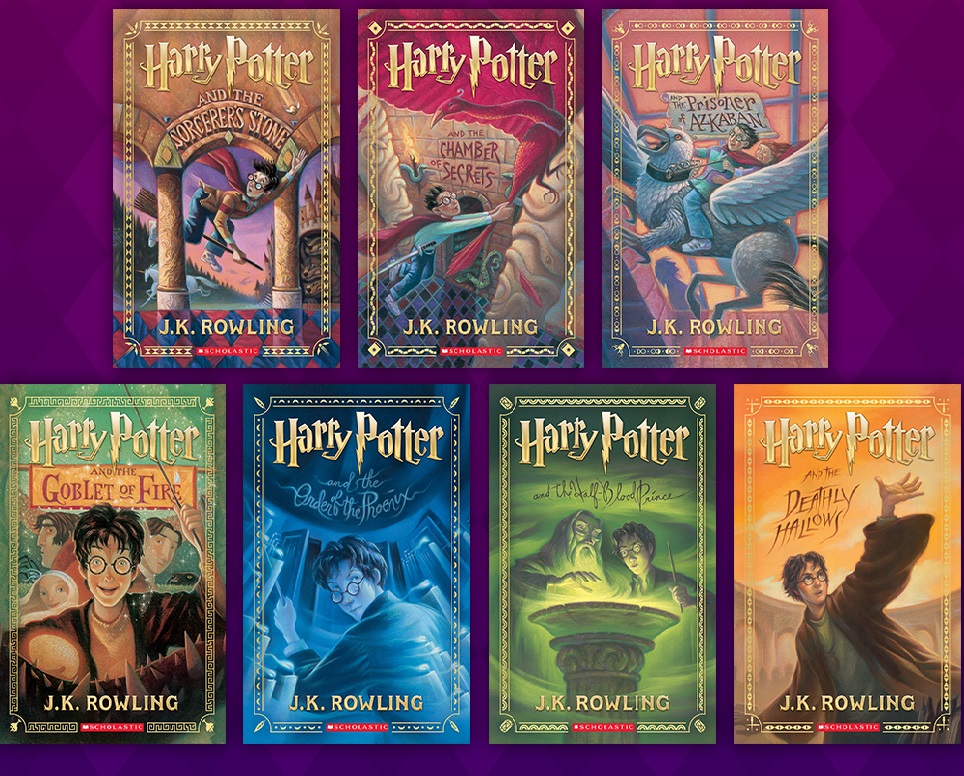 Harry Potter
AND THE
SORCERER'S STONE
J.K. ROWLING
SCHOLASTIC
Harry Potter
AND THE
CHAMBER
OF
SECRETS
J.K. ROWLING
SCHOLASTIC
Harry Potter
AND
THE Prisoner
of AZKABAN
J.K. ROWLING
SCHOLASTIC
Harry Potter
AND THE
GOBLET OF FIRE
J.K. ROWLING
SCHOLASTIC
Harry Potter
and the
Order of the Phoenix
J.K. ROWLING
SCHOLASTIC
Harry Potter
and the Half-Blood Prince
J.K. ROWLING
SCHOLASTIC
Harry Potter
AND THE
DEATHLY
HALLOWS
J.K. ROWLING
SCHOLASTIC